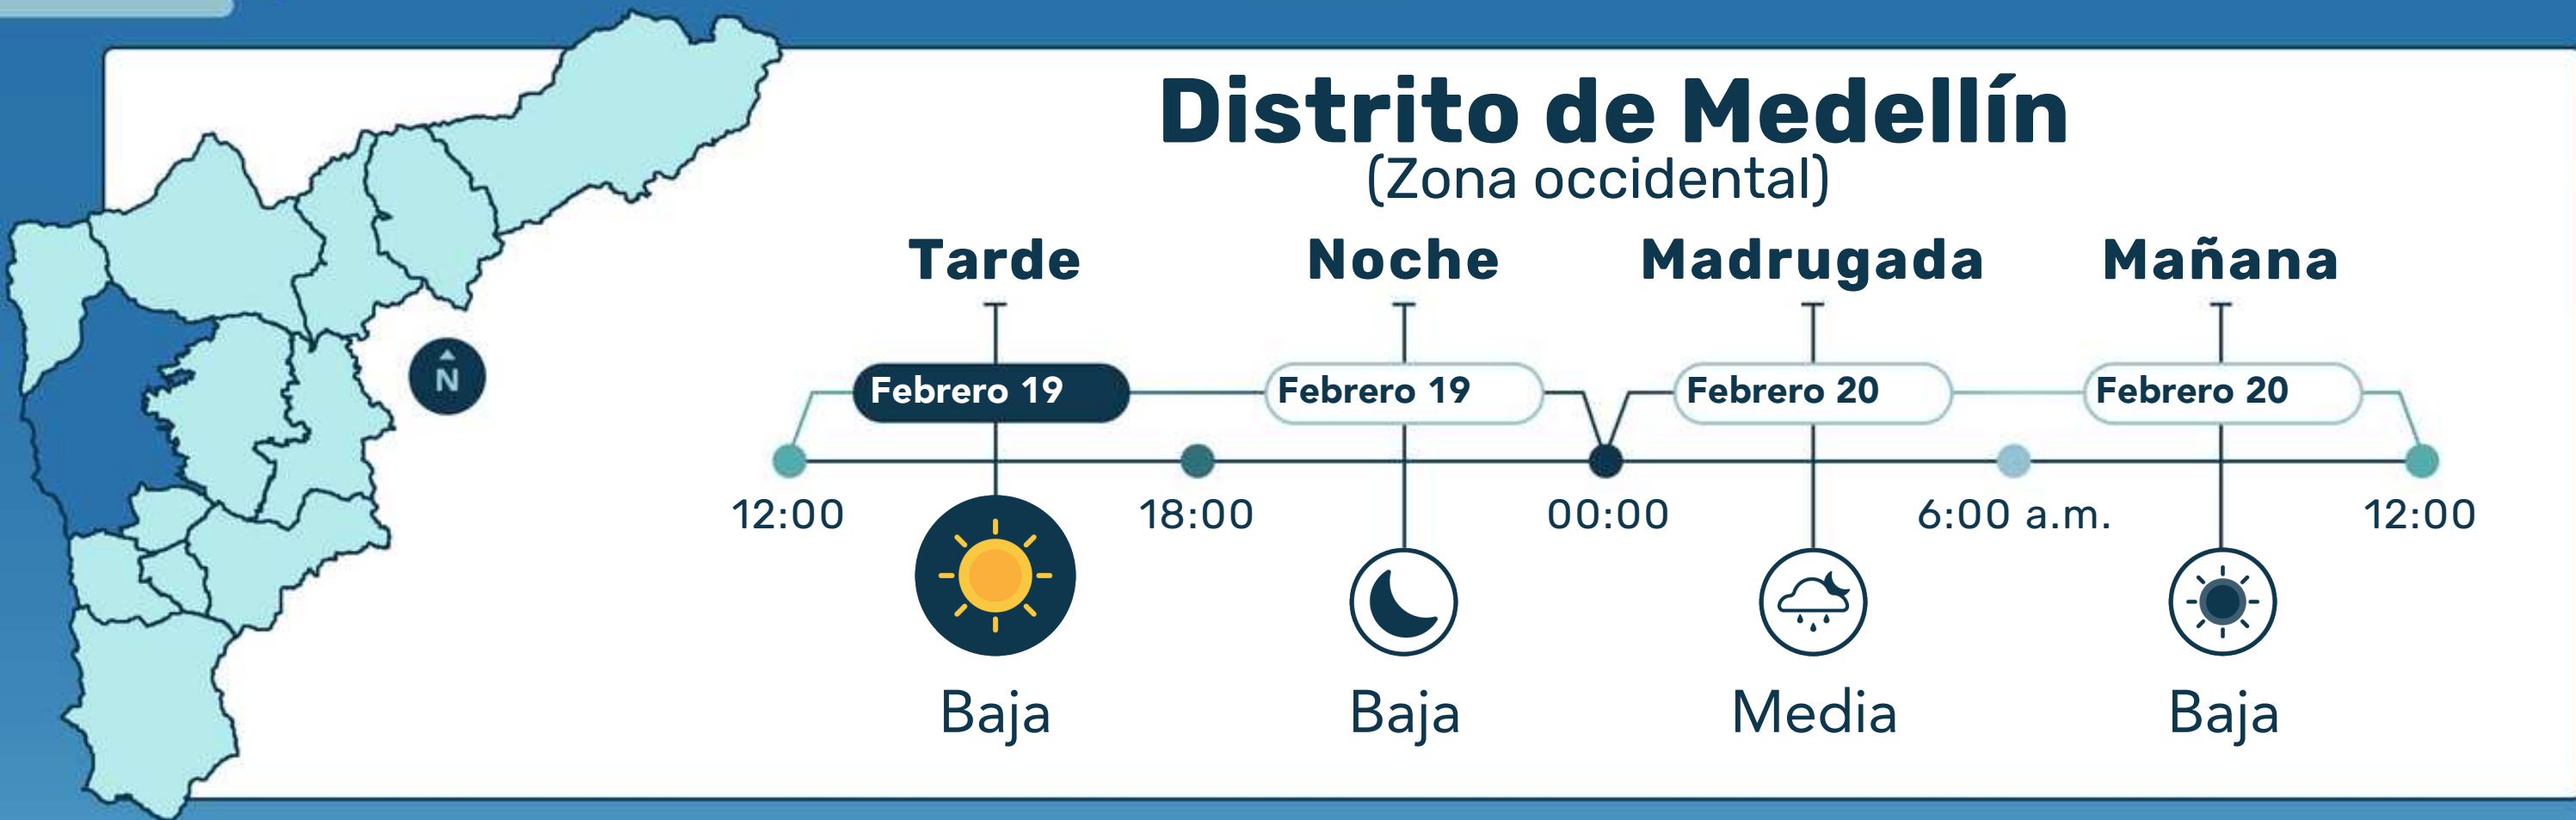 Distrito de Medellín
(Zona occidental)
Tarde Noche Madrugada Mañana
Febrero 19 Febrero 19 Febrero 20 Febrero 20
N
12:00 18:00 00:00 6:00 a.m. 12:00
Baja Baja Media Baja